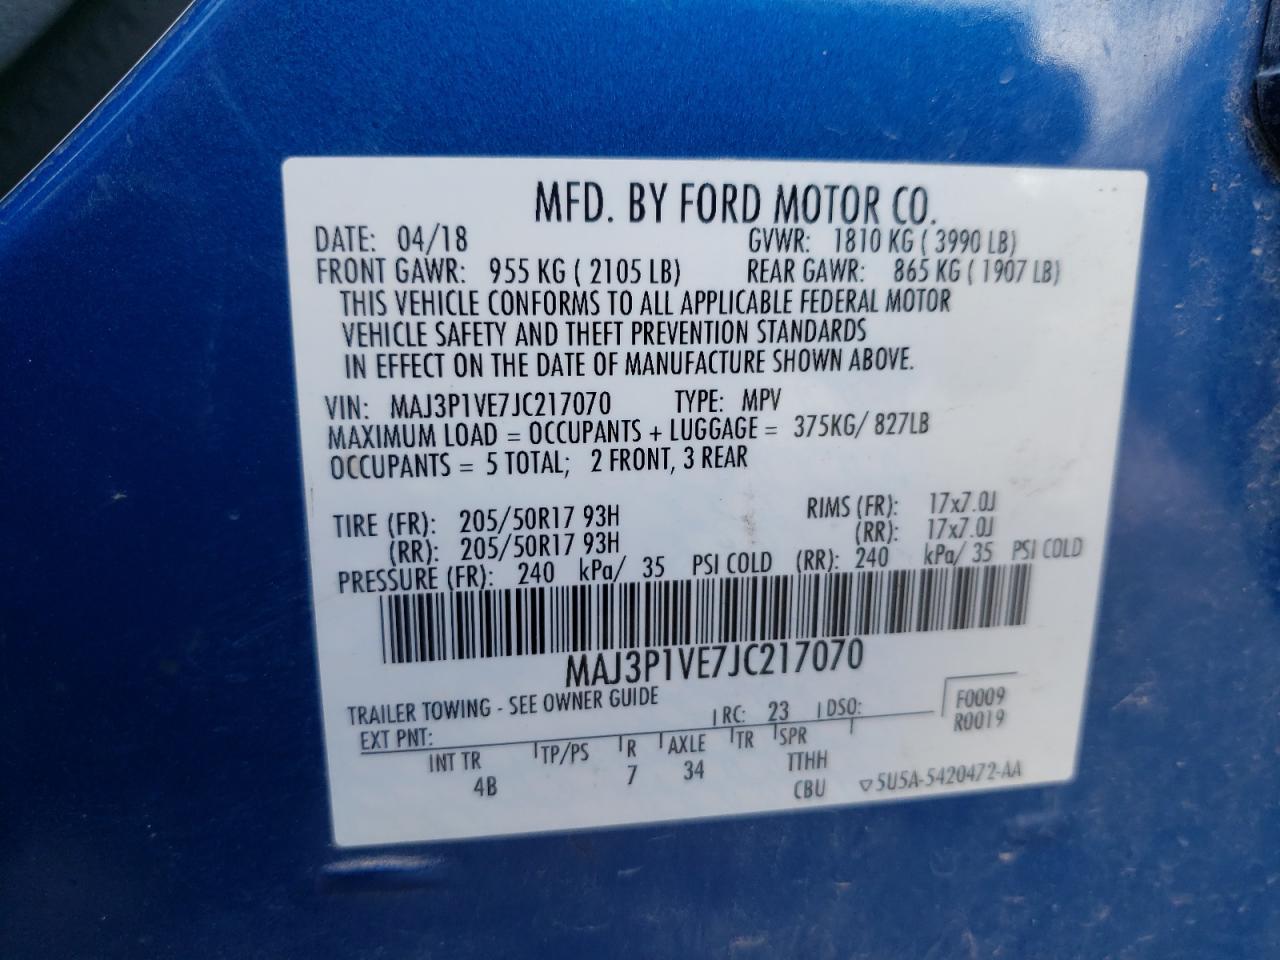 MFD. BY FORD MOTOR CO.
DATE: 04/18 GVWR: 1810 KG ( 3990 LB)
FRONT GAWR: 955 KG ( 2105 LB) REAR GAWR: 865 KG ( 1907 LB)
THIS VEHICLE CONFORMS TO ALL APPLICABLE FEDERAL MOTOR
VEHICLE SAFETY AND THEFT PREVENTION STANDARDS
IN EFFECT ON THE DATE OF MANUFACTURE SHOWN ABOVE.
VIN: MAJ3P1VE7JC217070 TYPE: MPV
MAXIMUM LOAD = OCCUPANTS + LUGGAGE = 375KG/ 827LB
OCCUPANTS = 5 TOTAL; 2 FRONT, 3 REAR
TIRE (FR): 205/50R17 93H RIMS (FR): 17x7.0J
(RR): 205/50R17 93H (RR): 17x7.0J
PRESSURE (FR): 240 kPa/ 35 PSI COLD (RR): 240 kPa/ 35 PSI COLD
MAJ3P1VE7JC217070
TRAILER TOWING - SEE OWNER GUIDE
EXT PNT: RC: 23 DSO: F0009
R0019
INT TR TP/PS R AXLE TR SPR
4B 7 34 TTHH
CBU ▽5U5A-5420472-AA